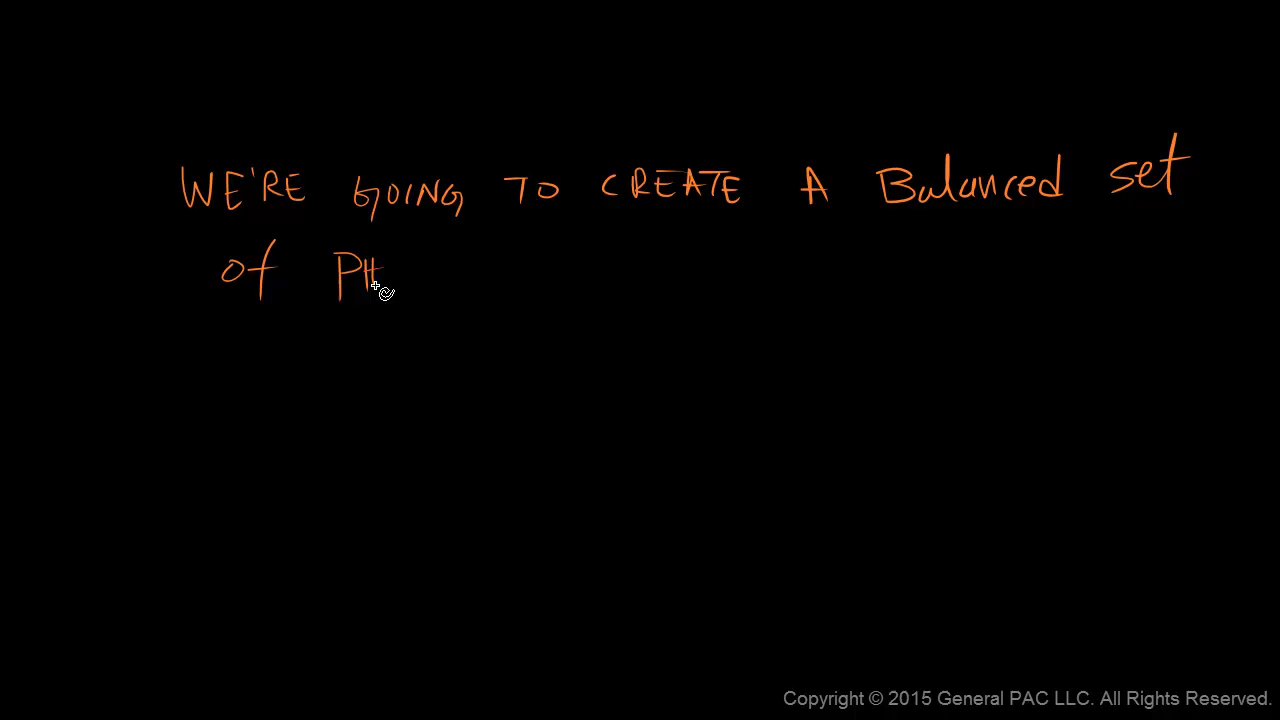 WE'RE GOING TO CREATE A Balanced set
of PH
Copyright © 2015 General PAC LLC. All Rights Reserved.